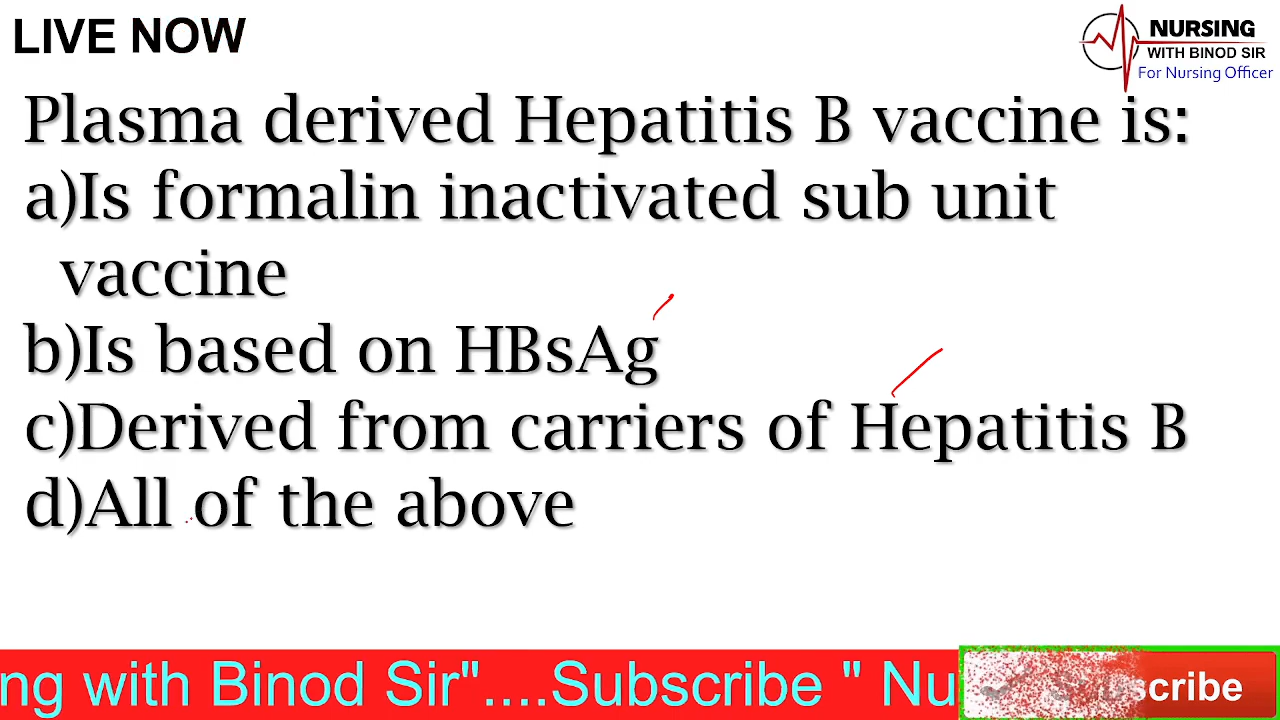 LIVE NOW
NURSING
WITH BINOD SIR
For Nursing Officer
Plasma derived Hepatitis B vaccine is:
a)Is formalin inactivated sub unit
vaccine
b)Is based on HBsAg
c)Derived from carriers of Hepatitis B
d)All of the above
ng with Binod Sir"....Subscribe " Nu
scribe